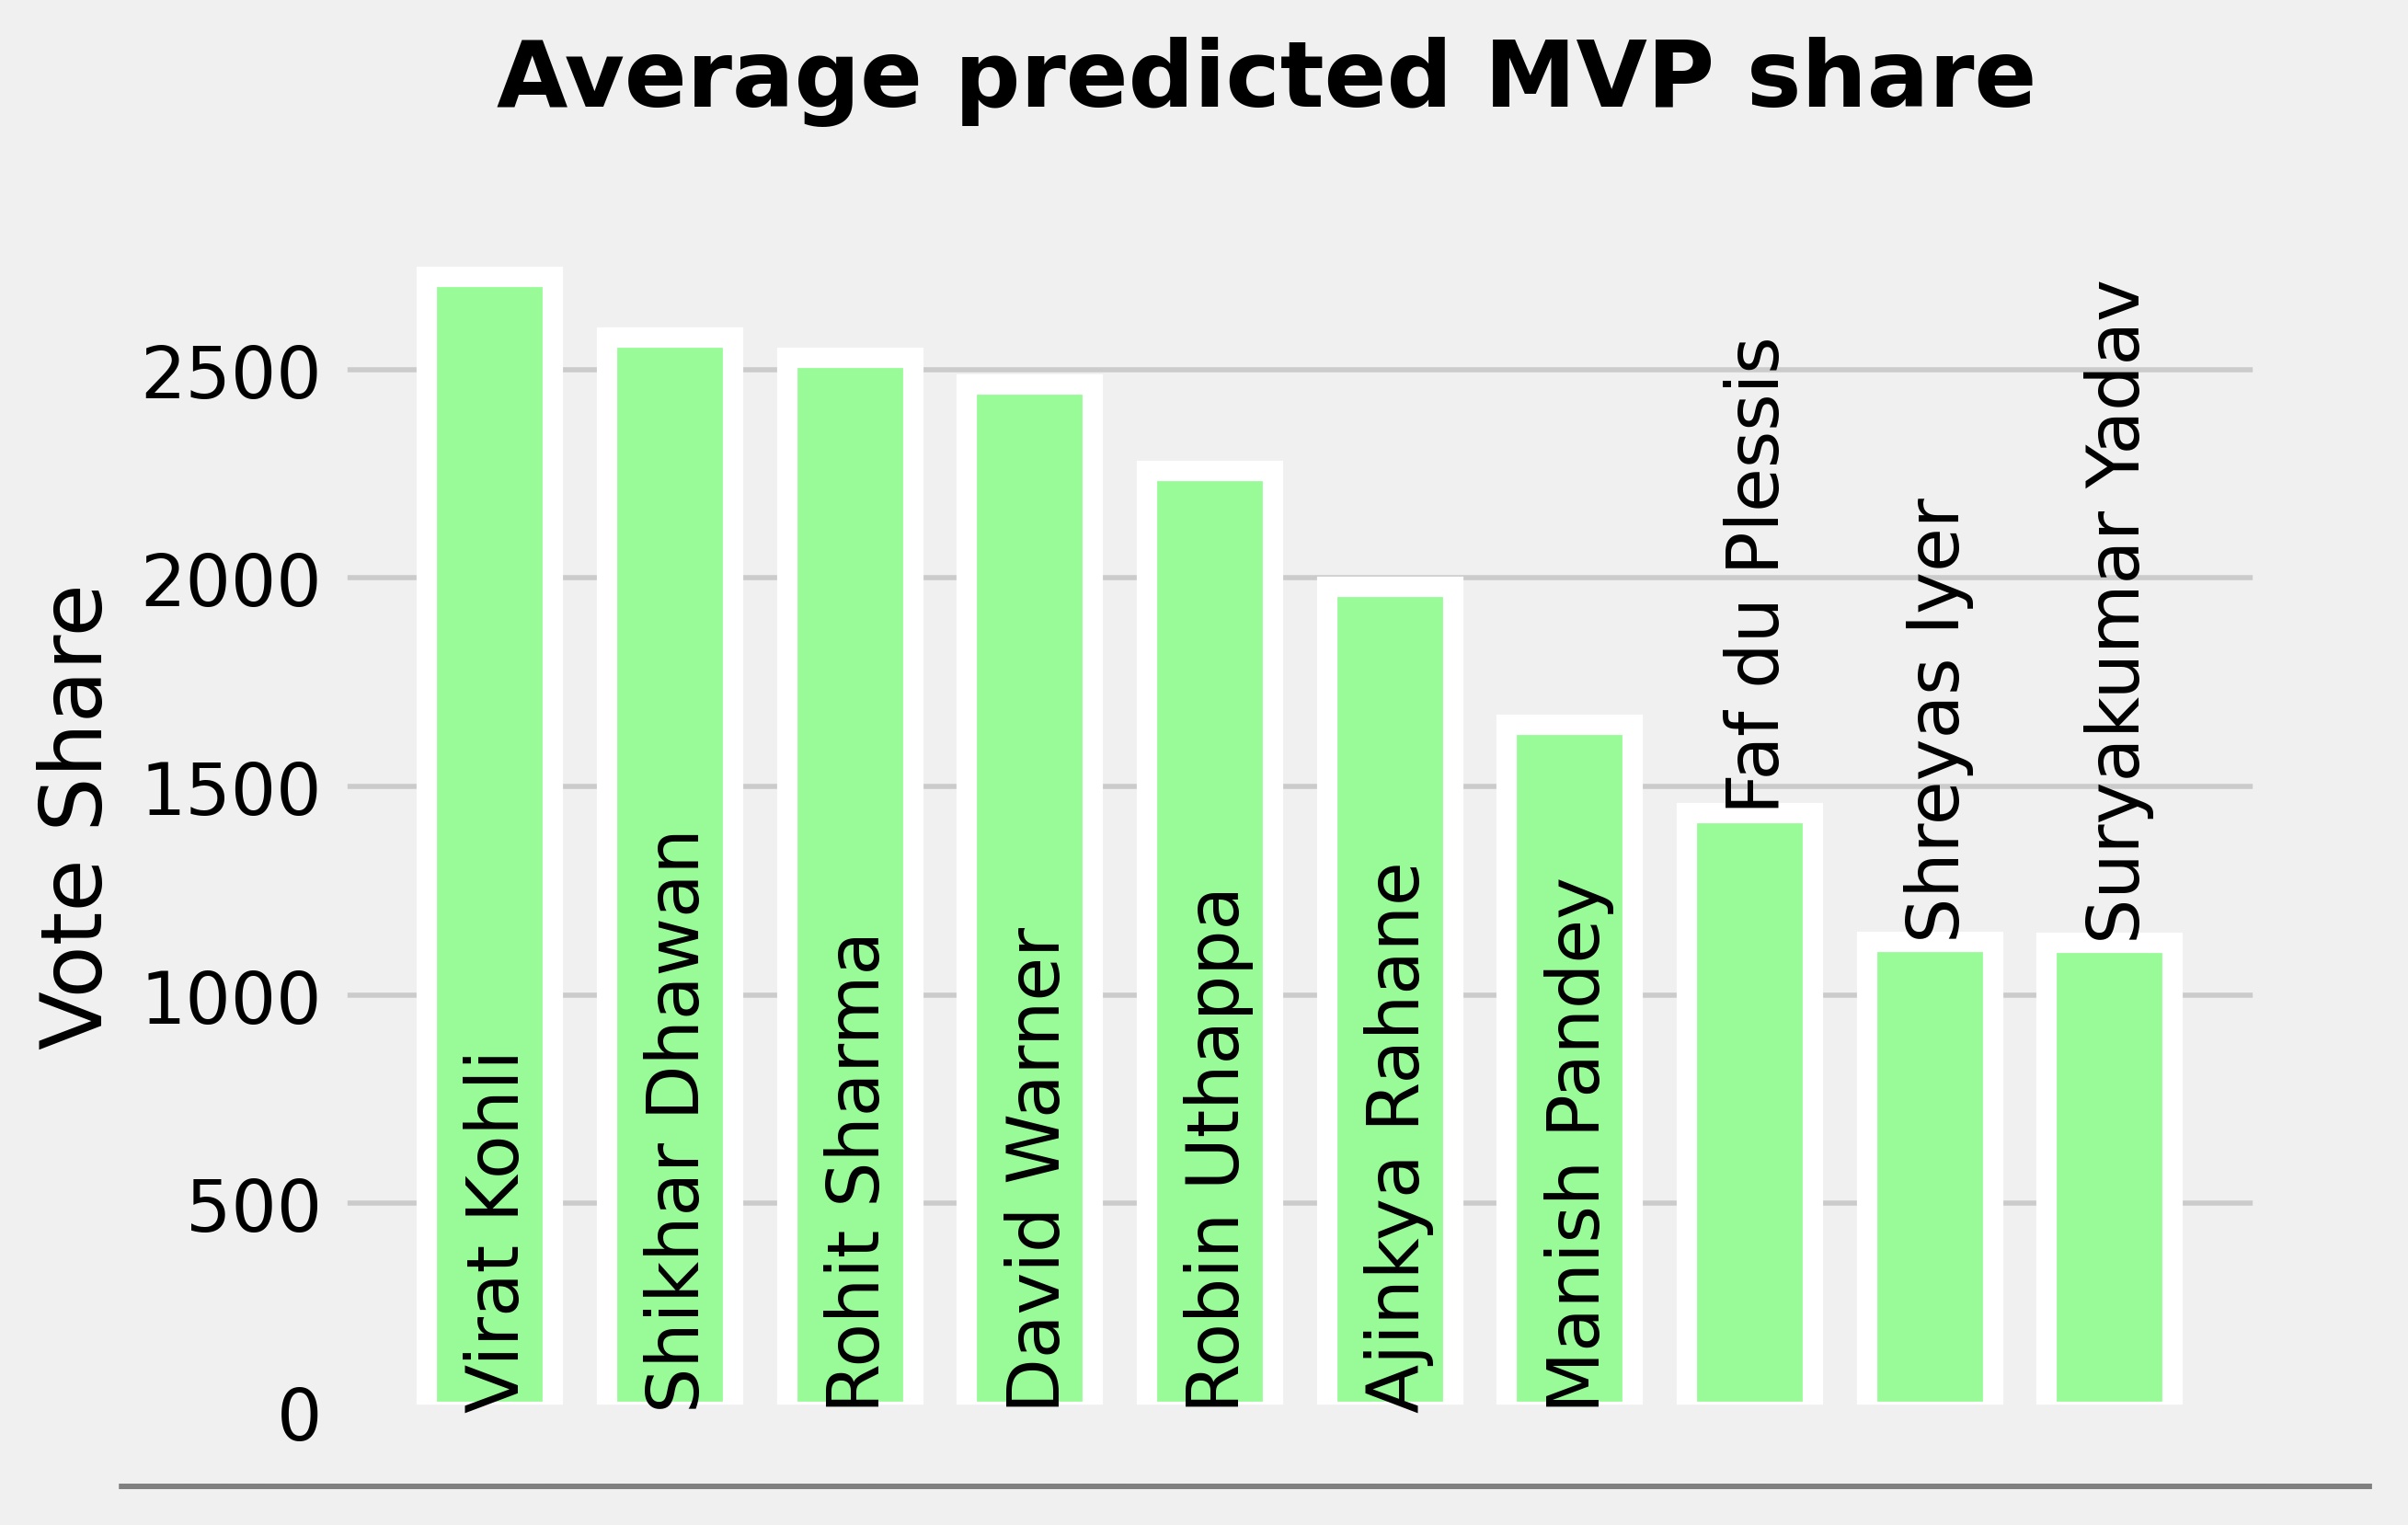 Average predicted MVP share
Vote Share
2500
2000
1500
1000
500
0
Virat Kohli
Shikhar Dhawan
Rohit Sharma
David Warner
Robin Uthappa
Ajinkya Rahane
Manish Pandey
Faf du Plessis
Shreyas Iyer
Suryakumar Yadav